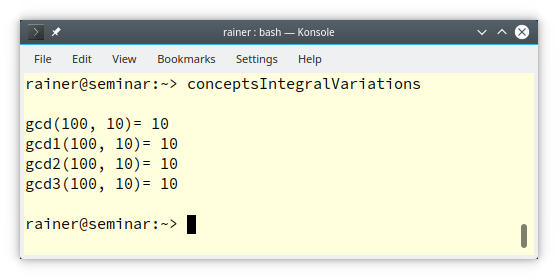 rainer : bash — Konsole
File Edit View Bookmarks Settings Help
rainer@seminar:~> conceptsIntegralVariations
gcd(100, 10)= 10
gcd1(100, 10)= 10
gcd2(100, 10)= 10
gcd3(100, 10)= 10
rainer@seminar:~>